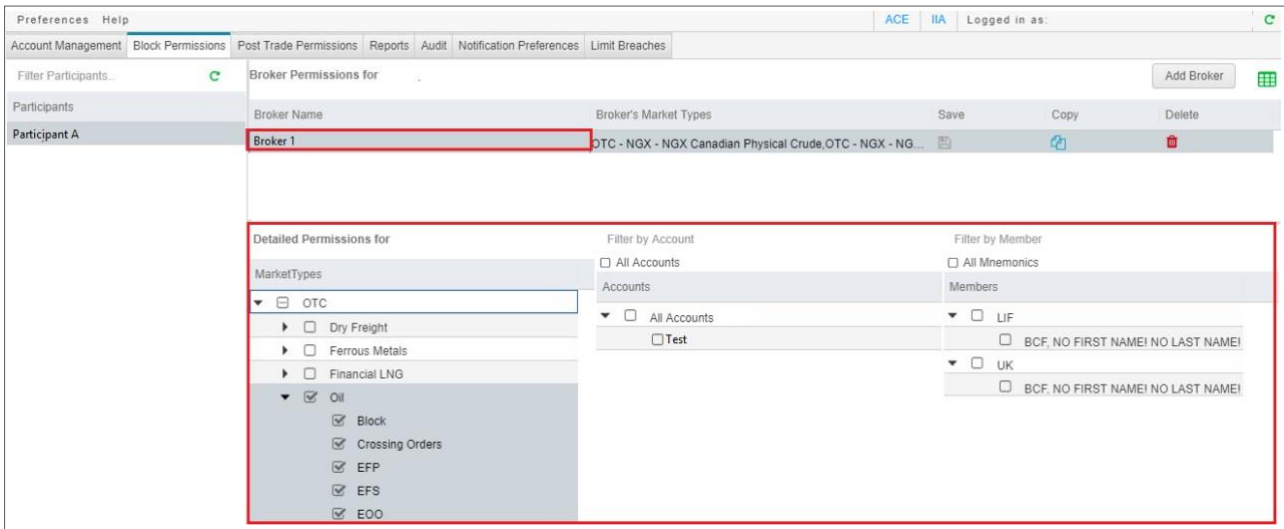 Preferences Help ACE IIA Logged in as:
Account Management Block Permissions Post Trade Permissions Reports Audit Notification Preferences Limit Breaches
Filter Participants.. Broker Permissions for . Add Broker
Participants Broker Name Broker's Market Types Save Copy Delete
Participant A Broker 1 OTC - NGX - NGX Canadian Physical Crude,OTC - NGX - NG...
Detailed Permissions for Filter by Account Filter by Member
All Accounts All Mnemonics
MarketTypes Accounts Members
OTC All Accounts LIF
Dry Freight Test BCF, NO FIRST NAME! NO LAST NAME!
Ferrous Metals UK
Financial LNG BCF, NO FIRST NAME! NO LAST NAME!
Oil
Block
Crossing Orders
EFP
EFS
EOO